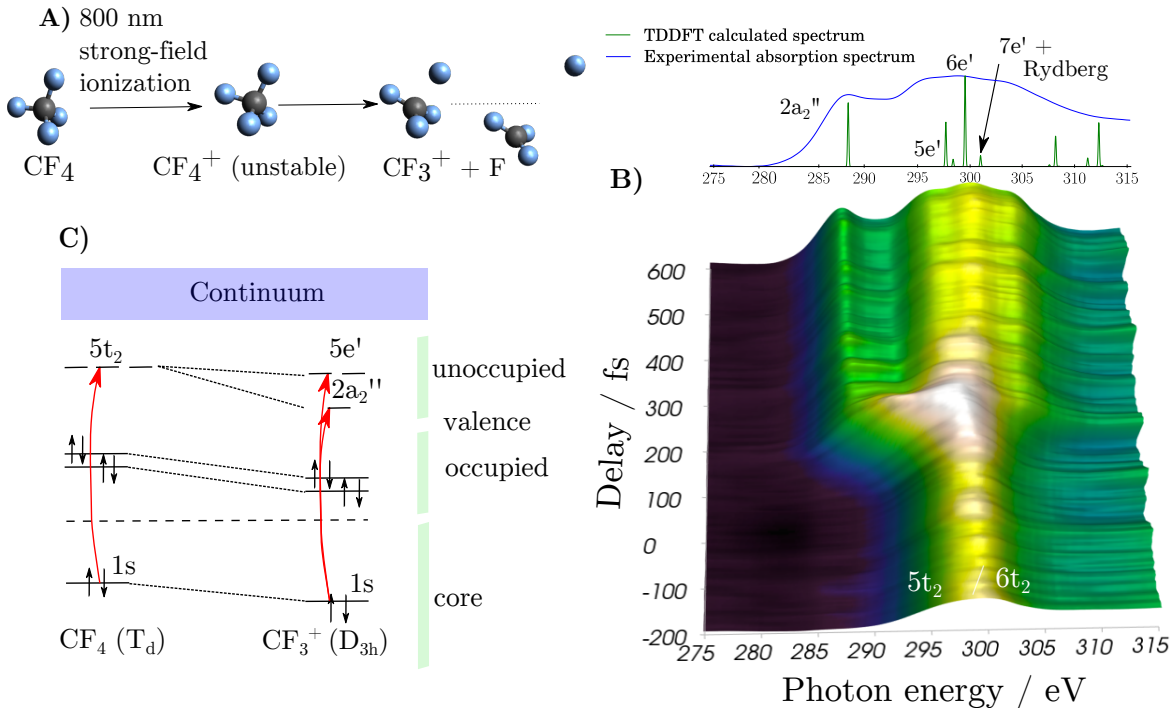 A) 800 nm
strong-field
ionization
CF4
CF4+ (unstable)
CF3+ + F
TDDFT calculated spectrum
Experimental absorption spectrum
7e' +
Rydberg
6e'
2a2"
5e'
275 280 285 290 295 300 305 310 315
B)
600
500
400
300
200
100
0
-100
-200
Delay / fs
5t2 / 6t2
275 280 285 290 295 300 305 310 315
Photon energy / eV
C)
Continuum
5t2
5e'
unoccupied
2a2''
valence
occupied
1s
1s
core
CF4 (Td)
CF3+ (D3h)